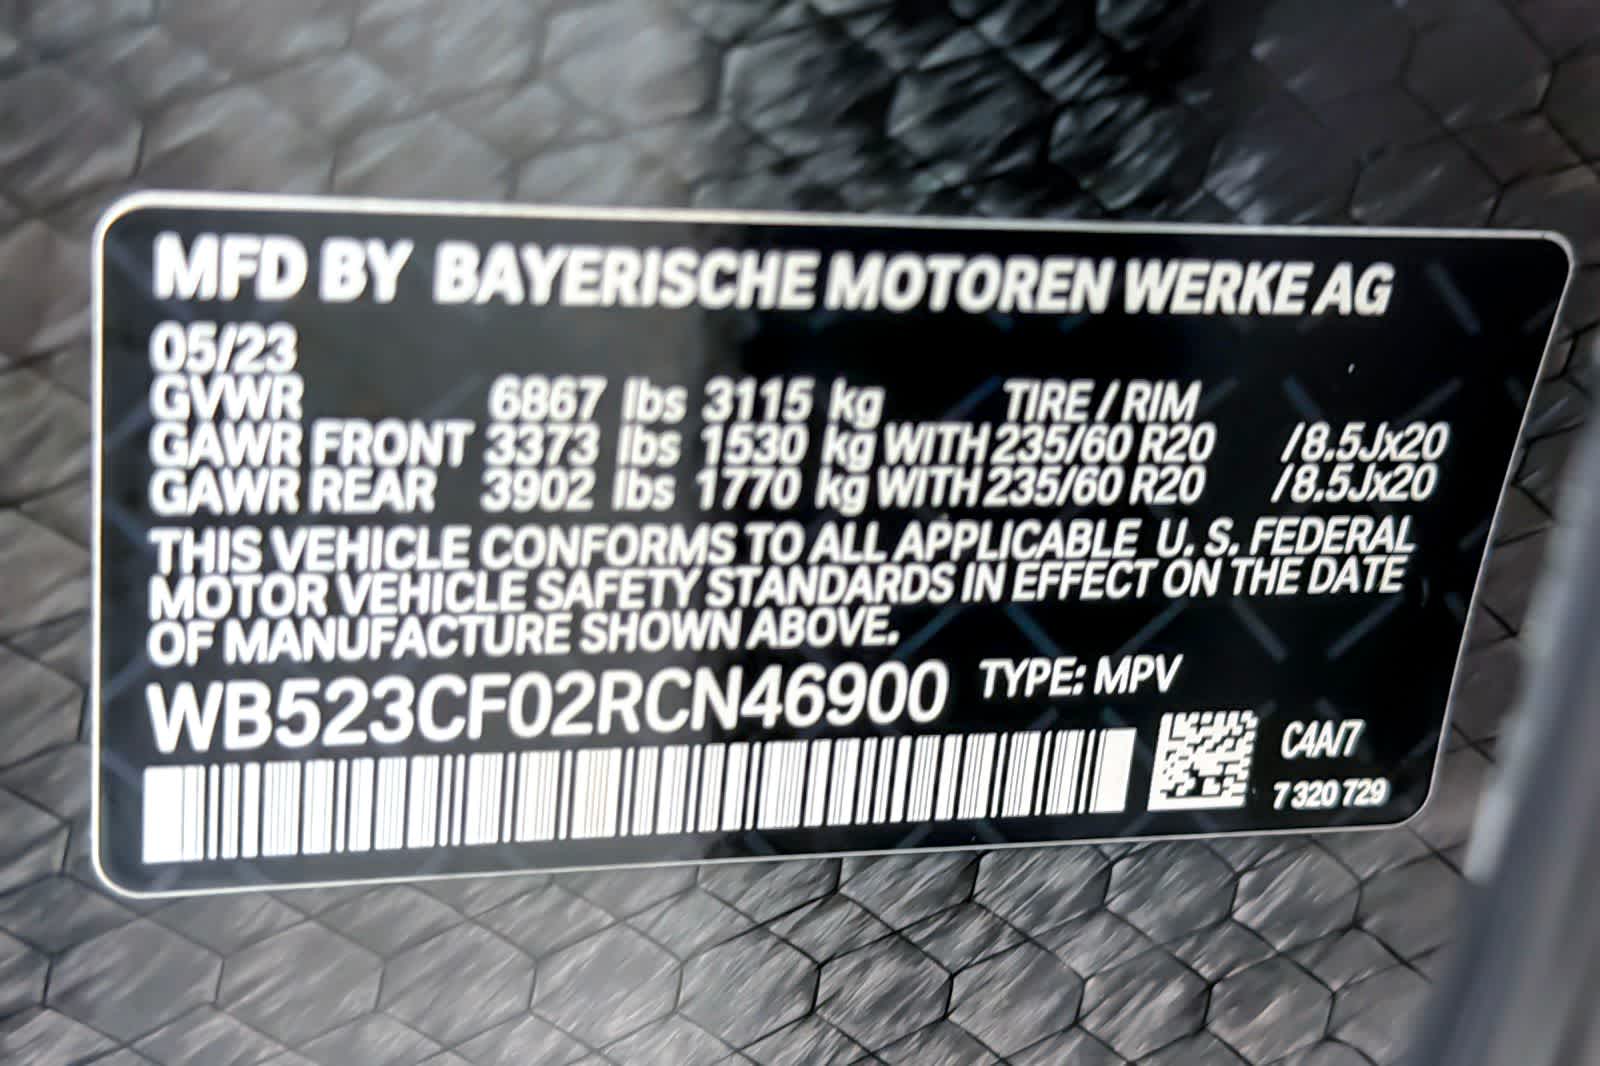 MFD BY BAYERISCHE MOTOREN WERKE AG
05/23
GVWR 6867 lbs 3115 kg TIRE / RIM
GAWR FRONT 3373 lbs 1530 kg WITH 235/60 R20 /8.5Jx20
GAWR REAR 3902 lbs 1770 kg WITH 235/60 R20 /8.5Jx20
THIS VEHICLE CONFORMS TO ALL APPLICABLE U. S. FEDERAL
MOTOR VEHICLE SAFETY STANDARDS IN EFFECT ON THE DATE
OF MANUFACTURE SHOWN ABOVE.
WB523CF02RCN46900 TYPE: MPV
C4A/7
7 320 729